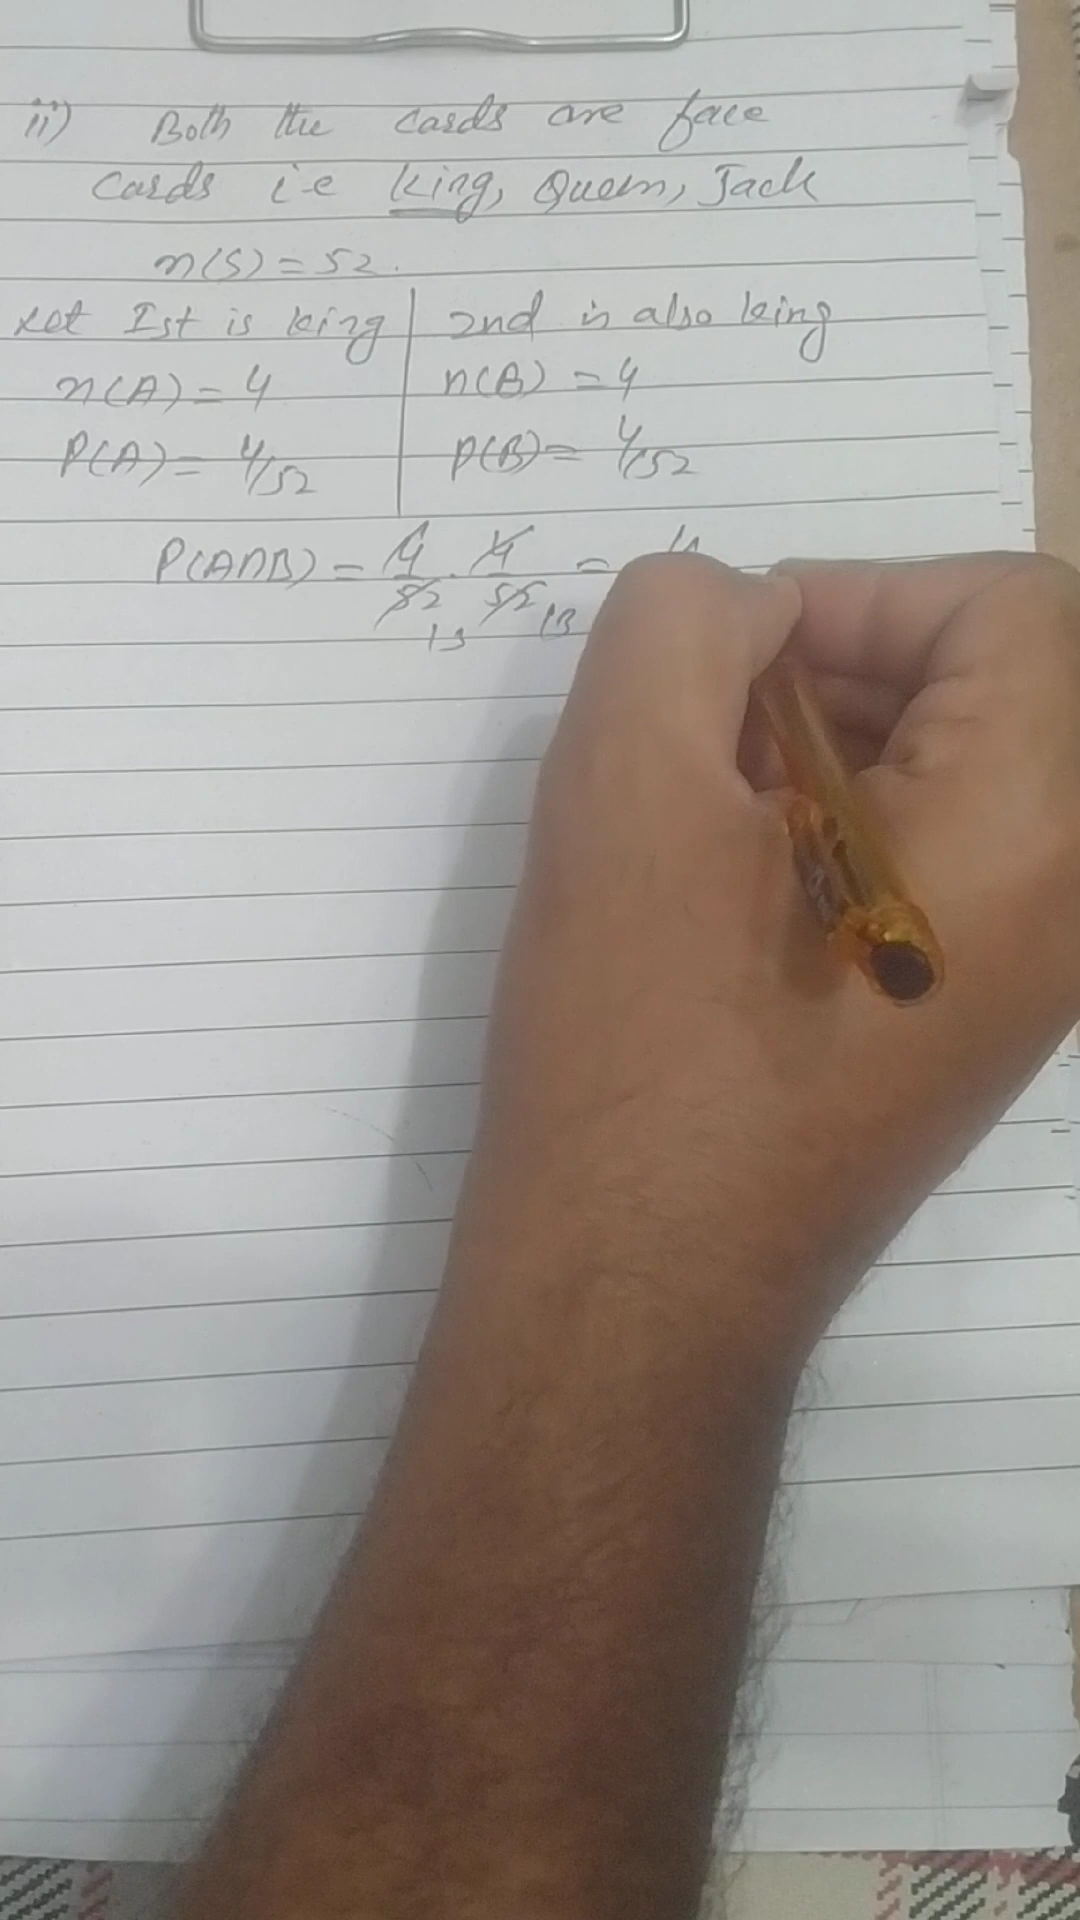 ii) Both the cards are face
cards i.e king, Queen, Jack
n(S) = 52.
Let Ist is king | 2nd is also king
n(A) = 4 | n(B) = 4
P(A) = 4/52 | P(B) = 4/52
P(A∩B) = 4/52 . 4/52 =
13 13